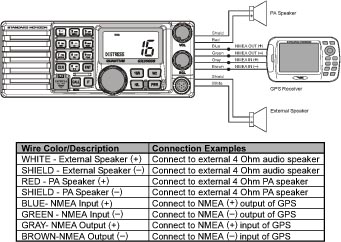 PA Speaker
STANDARD HORIZON
Shield
Red
Blue NMEA OUT (+)
Green NMEA OUT (−)
Gray NMEA IN (+)
Brown NMEA IN (−)
Shield
White
VOL
SQL
DISTRESS
16
GPS Receiver
External Speaker
Wire Color/Description Connection Examples
WHITE - External Speaker (+) Connect to external 4 Ohm audio speaker
SHIELD - External Speaker (−) Connect to external 4 Ohm audio speaker
RED - PA Speaker (+) Connect to external 4 Ohm PA speaker
SHIELD - PA Speaker (−) Connect to external 4 Ohm PA speaker
BLUE- NMEA Input (+) Connect to NMEA (+) output of GPS
GREEN - NMEA Input (−) Connect to NMEA (−) output of GPS
GRAY- NMEA Output (+) Connect to NMEA (+) input of GPS
BROWN-NMEA Output (−) Connect to NMEA (−) input of GPS